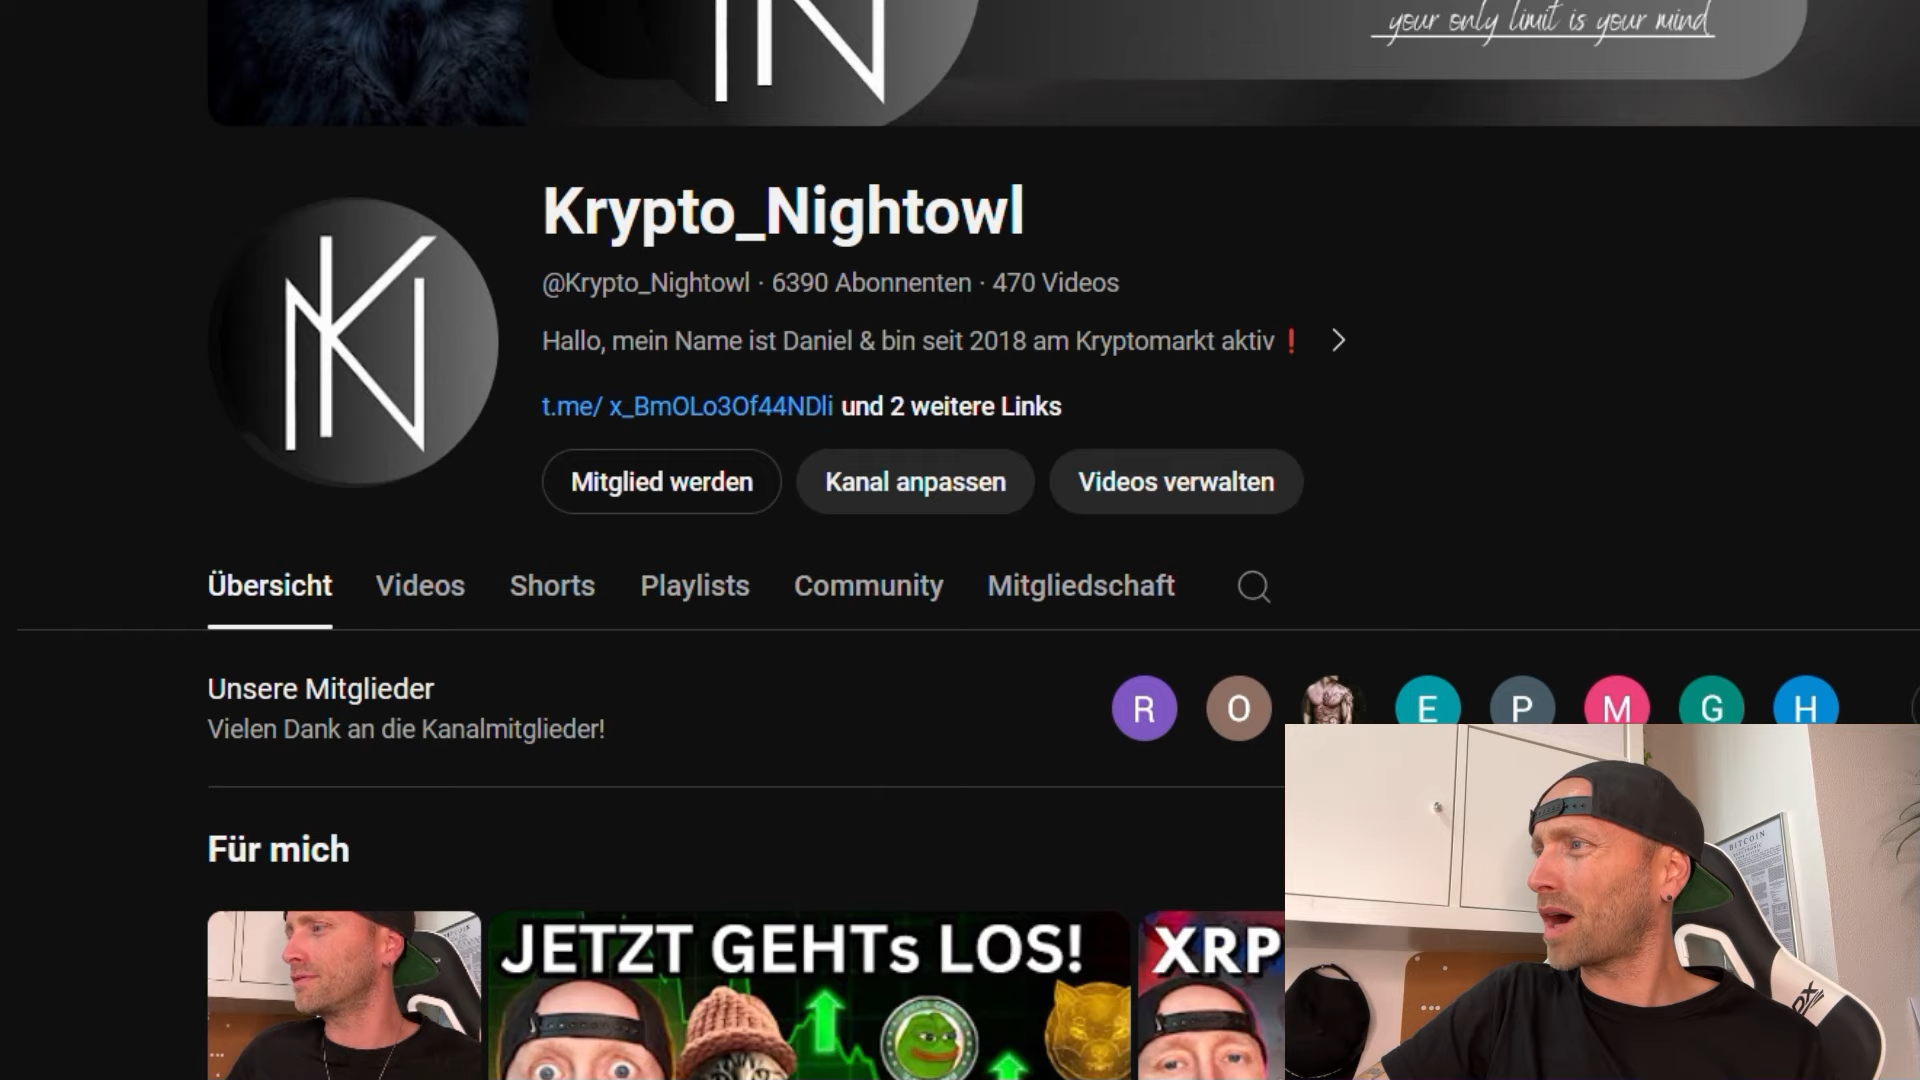 your only limit is your mind
Krypto_Nightowl
@Krypto_Nightowl · 6390 Abonnenten · 470 Videos
Hallo, mein Name ist Daniel & bin seit 2018 am Kryptomarkt aktiv❗
t.me/ x_BmOLo3Of44NDli und 2 weitere Links
Mitglied werden Kanal anpassen Videos verwalten
Übersicht Videos Shorts Playlists Community Mitgliedschaft
Unsere Mitglieder
Vielen Dank an die Kanalmitglieder!
R O E P M G H
Für mich
JETZT GEHTs LOS! XRP
BITCOIN